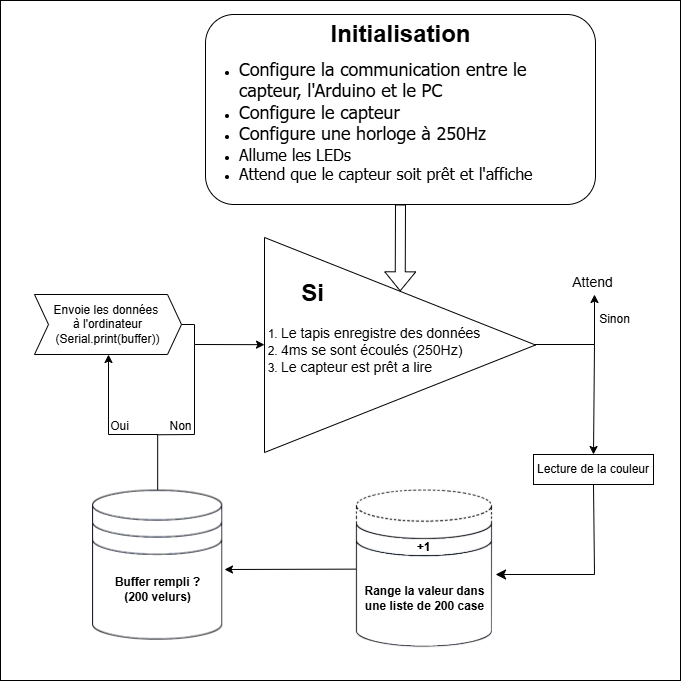 Initialisation
• Configure la communication entre le
capteur, l'Arduino et le PC
• Configure le capteur
• Configure une horloge à 250Hz
• Allume les LEDs
• Attend que le capteur soit prêt et l'affiche
Attend
Sinon
Si
1. Le tapis enregistre des données
2. 4ms se sont écoulés (250Hz)
3. Le capteur est prêt a lire
Envoie les données
à l'ordinateur
(Serial.print(buffer))
Oui
Non
Lecture de la couleur
+1
Range la valeur dans
une liste de 200 case
Buffer rempli ?
(200 velurs)